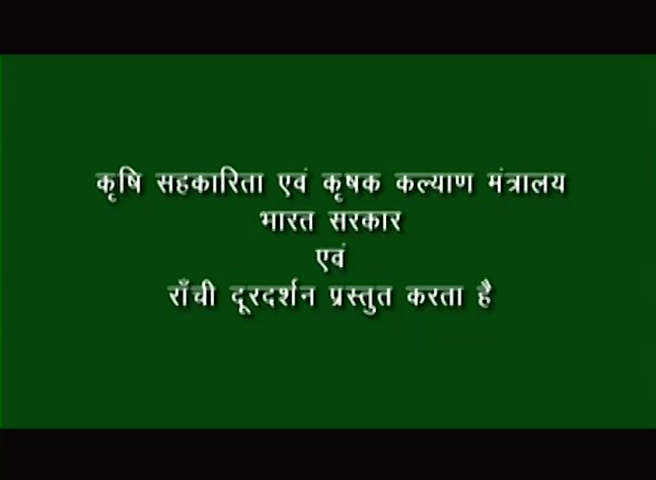 कृषि सहकारिता एवं कृषक कल्याण मंत्रालय
भारत सरकार
एवं
राँची दूरदर्शन प्रस्तुत करता है